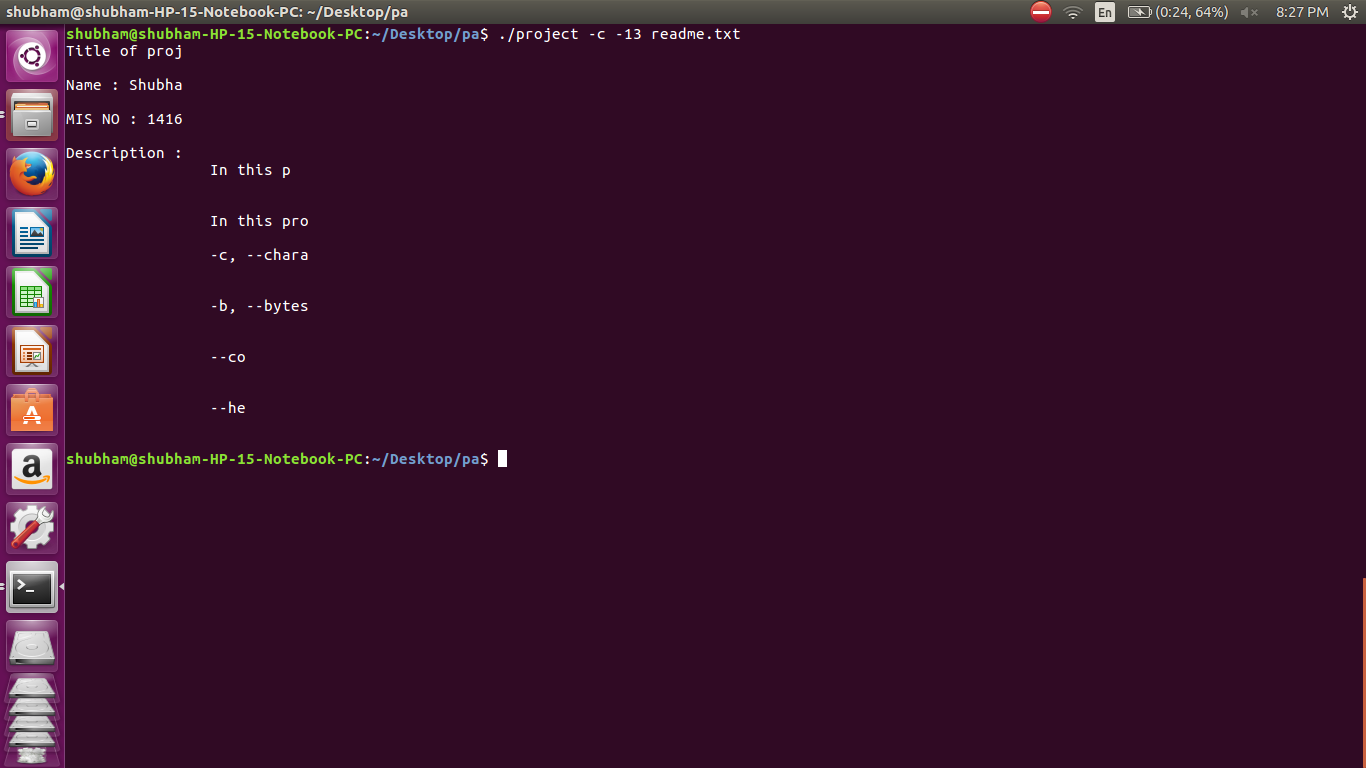 shubham@shubham-HP-15-Notebook-PC: ~/Desktop/pa
En (0:24, 64%) 8:27 PM
shubham@shubham-HP-15-Notebook-PC:~/Desktop/pa$ ./project -c -13 readme.txt
Title of proj
Name : Shubha
MIS NO : 1416
Description :
In this p
In this pro
-c, --chara
-b, --bytes
--co
--he
shubham@shubham-HP-15-Notebook-PC:~/Desktop/pa$